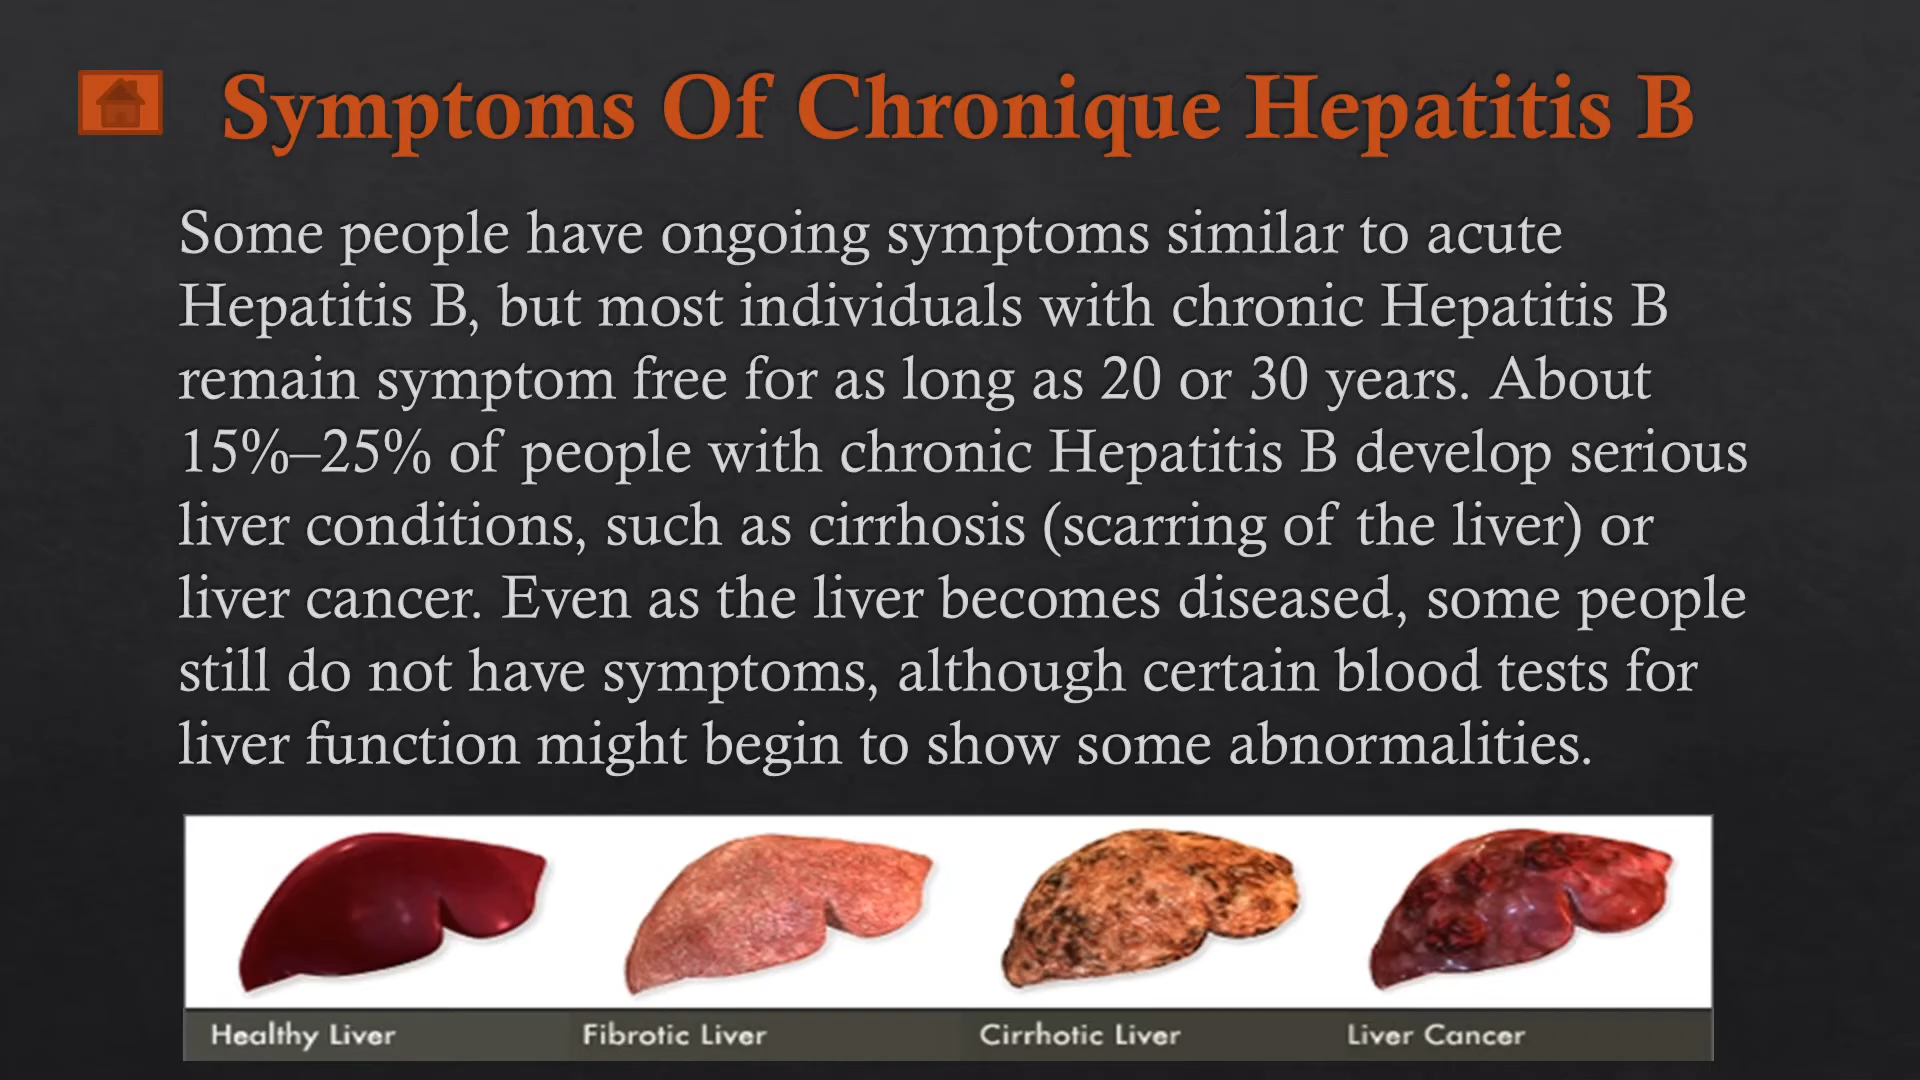 Symptoms Of Chronique Hepatitis B
Some people have ongoing symptoms similar to acute
Hepatitis B, but most individuals with chronic Hepatitis B
remain symptom free for as long as 20 or 30 years. About
15%–25% of people with chronic Hepatitis B develop serious
liver conditions, such as cirrhosis (scarring of the liver) or
liver cancer. Even as the liver becomes diseased, some people
still do not have symptoms, although certain blood tests for
liver function might begin to show some abnormalities.
Healthy Liver
Fibrotic Liver
Cirrhotic Liver
Liver Cancer